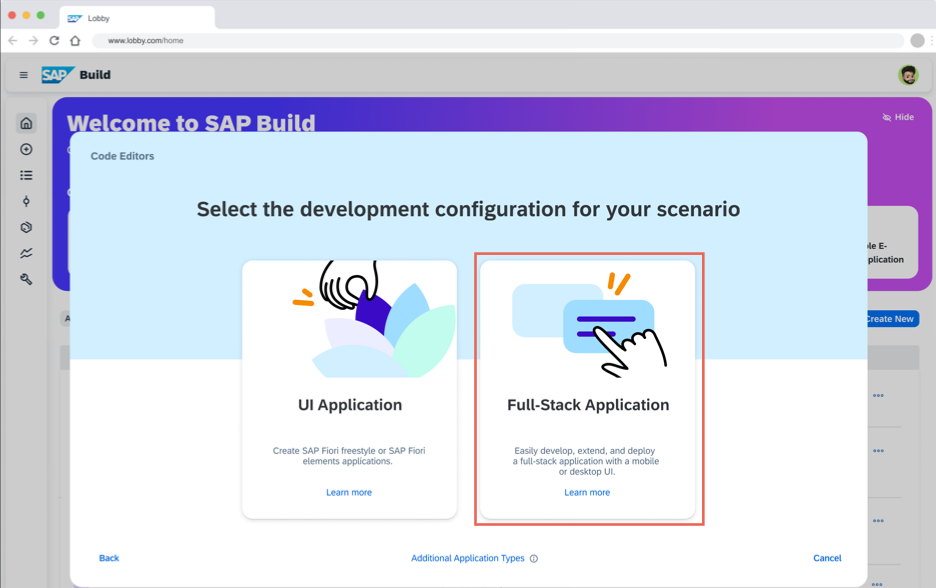 SAP Lobby
www.lobby.com/home
SAP Build
Welcome to SAP Build
Hide
Code Editors
Select the development configuration for your scenario
ple E-
pplication
Create New
UI Application
Create SAP Fiori freestyle or SAP Fiori
elements applications.
Learn more
Full-Stack Application
Easily develop, extend, and deploy
a full-stack application with a mobile
or desktop UI.
Learn more
Back
Additional Application Types
Cancel